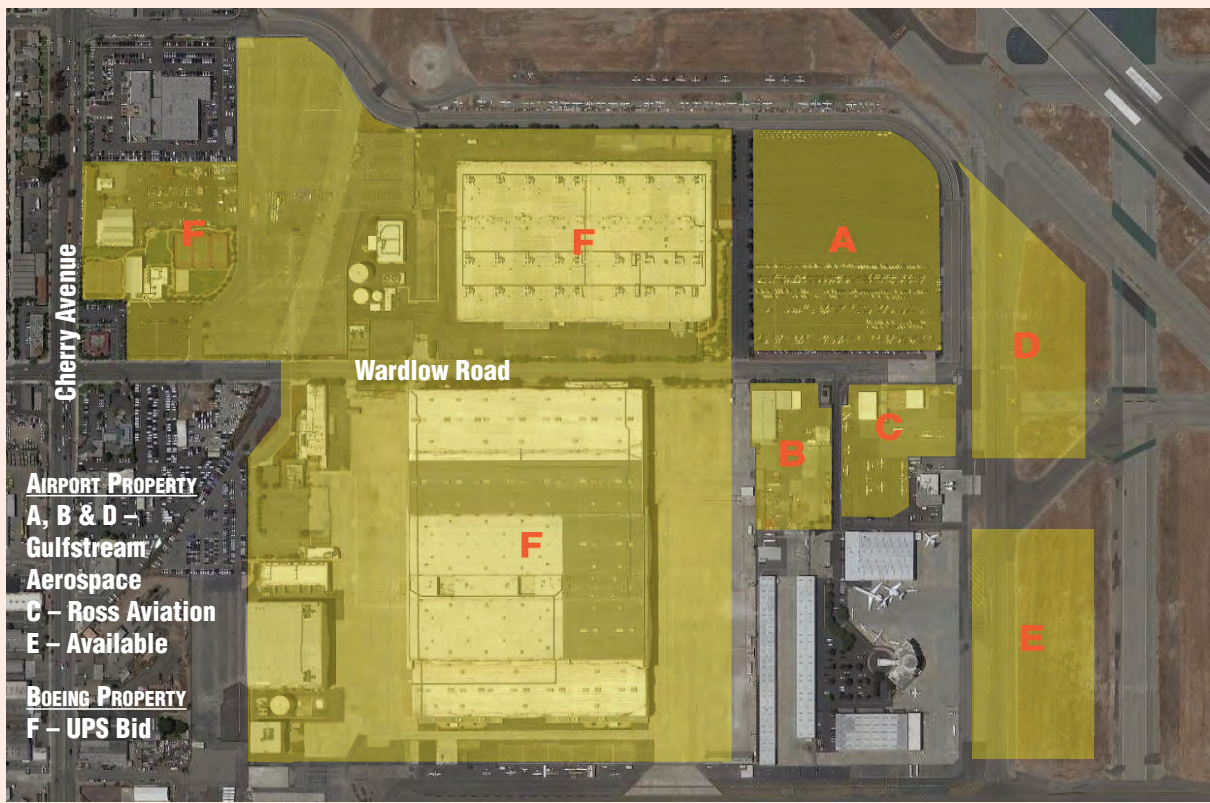 F
F
A
D
Cherry Avenue
Wardlow Road
B
C
F
E
AIRPORT PROPERTY
A, B & D –
Gulfstream
Aerospace
C – Ross Aviation
E – Available
BOEING PROPERTY
F – UPS Bid